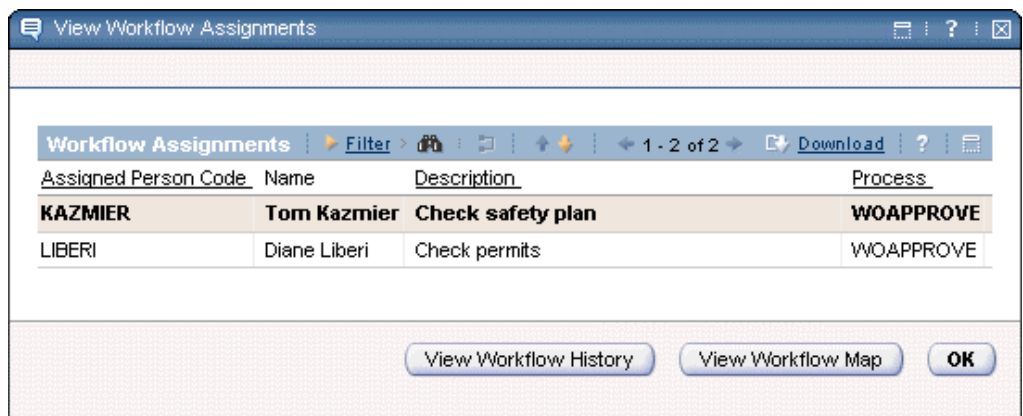 View Workflow Assignments ?
Workflow Assignments Filter > 1 - 2 of 2 Download ?
Assigned Person Code Name Description Process
KAZMIER Tom Kazmier Check safety plan WOAPPROVE
LIBERI Diane Liberi Check permits WOAPPROVE
View Workflow History View Workflow Map OK